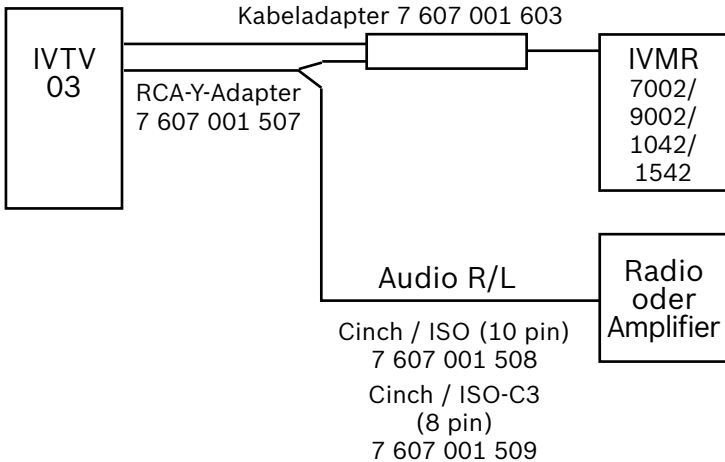 Kabeladapter 7 607 001 603
IVTV
03
RCA-Y-Adapter
7 607 001 507
IVMR
7002/
9002/
1042/
1542
Audio R/L
Radio
oder
Amplifier
Cinch / ISO (10 pin)
7 607 001 508
Cinch / ISO-C3
(8 pin)
7 607 001 509